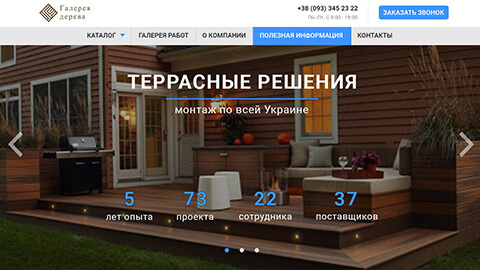 Галерея
дерева
+38 (093) 345 23 22
Пн.-Пт. С 9:00 - 18:00
ЗАКАЗАТЬ ЗВОНОК
КАТАЛОГ
ГАЛЕРЕЯ РАБОТ
О КОМПАНИИ
ПОЛЕЗНАЯ ИНФОРМАЦИЯ
КОНТАКТЫ
ТЕРРАСНЫЕ РЕШЕНИЯ
монтаж по всей Украине
5 73 22 37
лет опыта проекта сотрудника поставщиков